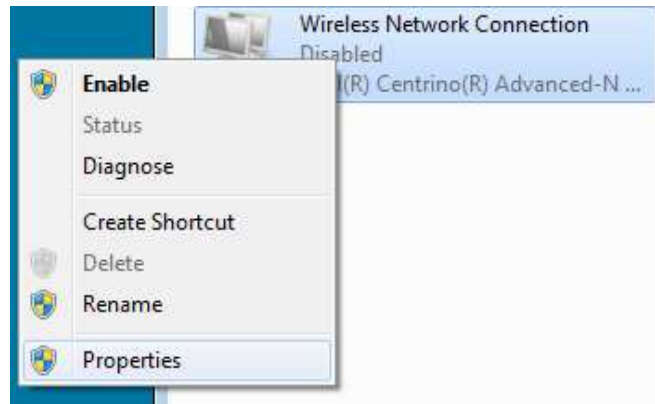 Wireless Network Connection
Disabled
(R) Centrino(R) Advanced-N ...
Enable
Status
Diagnose
Create Shortcut
Delete
Rename
Properties